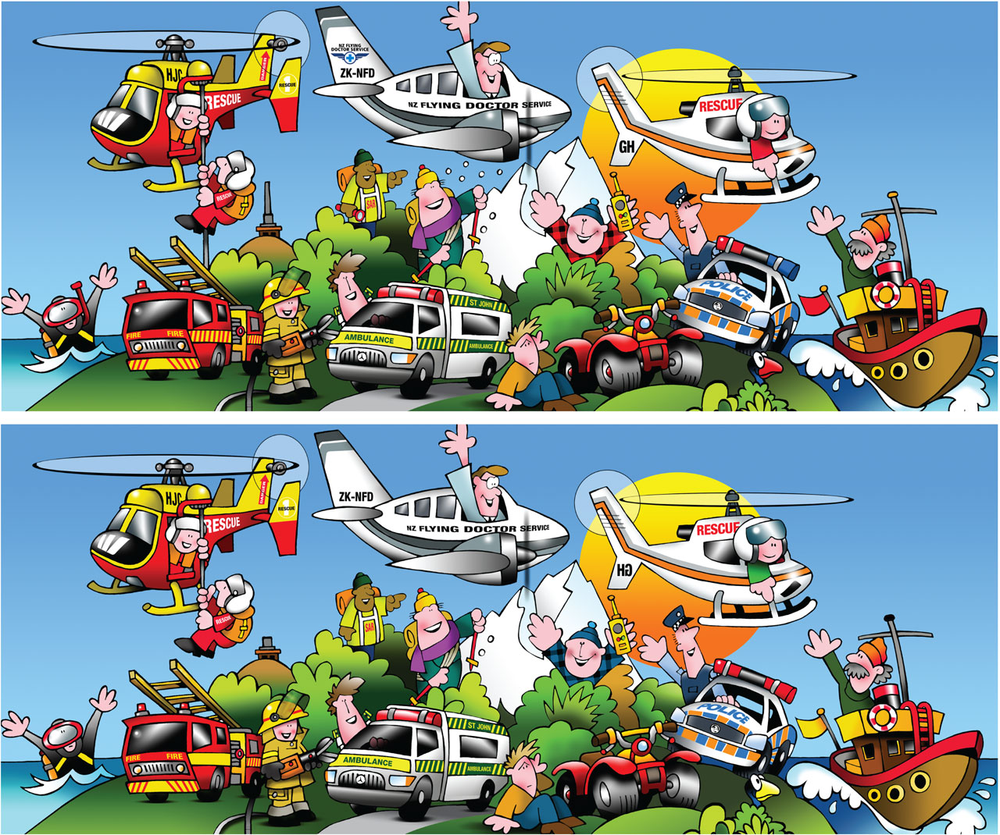 HJC
DANGER
RESCUE
RESCUE
NZ FLYING
DOCTOR SERVICE
ZK-NFD
NZ FLYING DOCTOR SERVICE
RESCUE
GH
RESCUE
SAR
POLICE
ST JOHN
FIRE FIRE
AMBULANCE
AMBULANCE
HJC
DANGER
RESCUE
RESCUE
ZK-NFD
NZ FLYING DOCTOR SERVICE
RESCUE
GH
RESCUE
SAR
POLICE
ST JOHN
FIRE FIRE
AMBULANCE
AMBULANCE